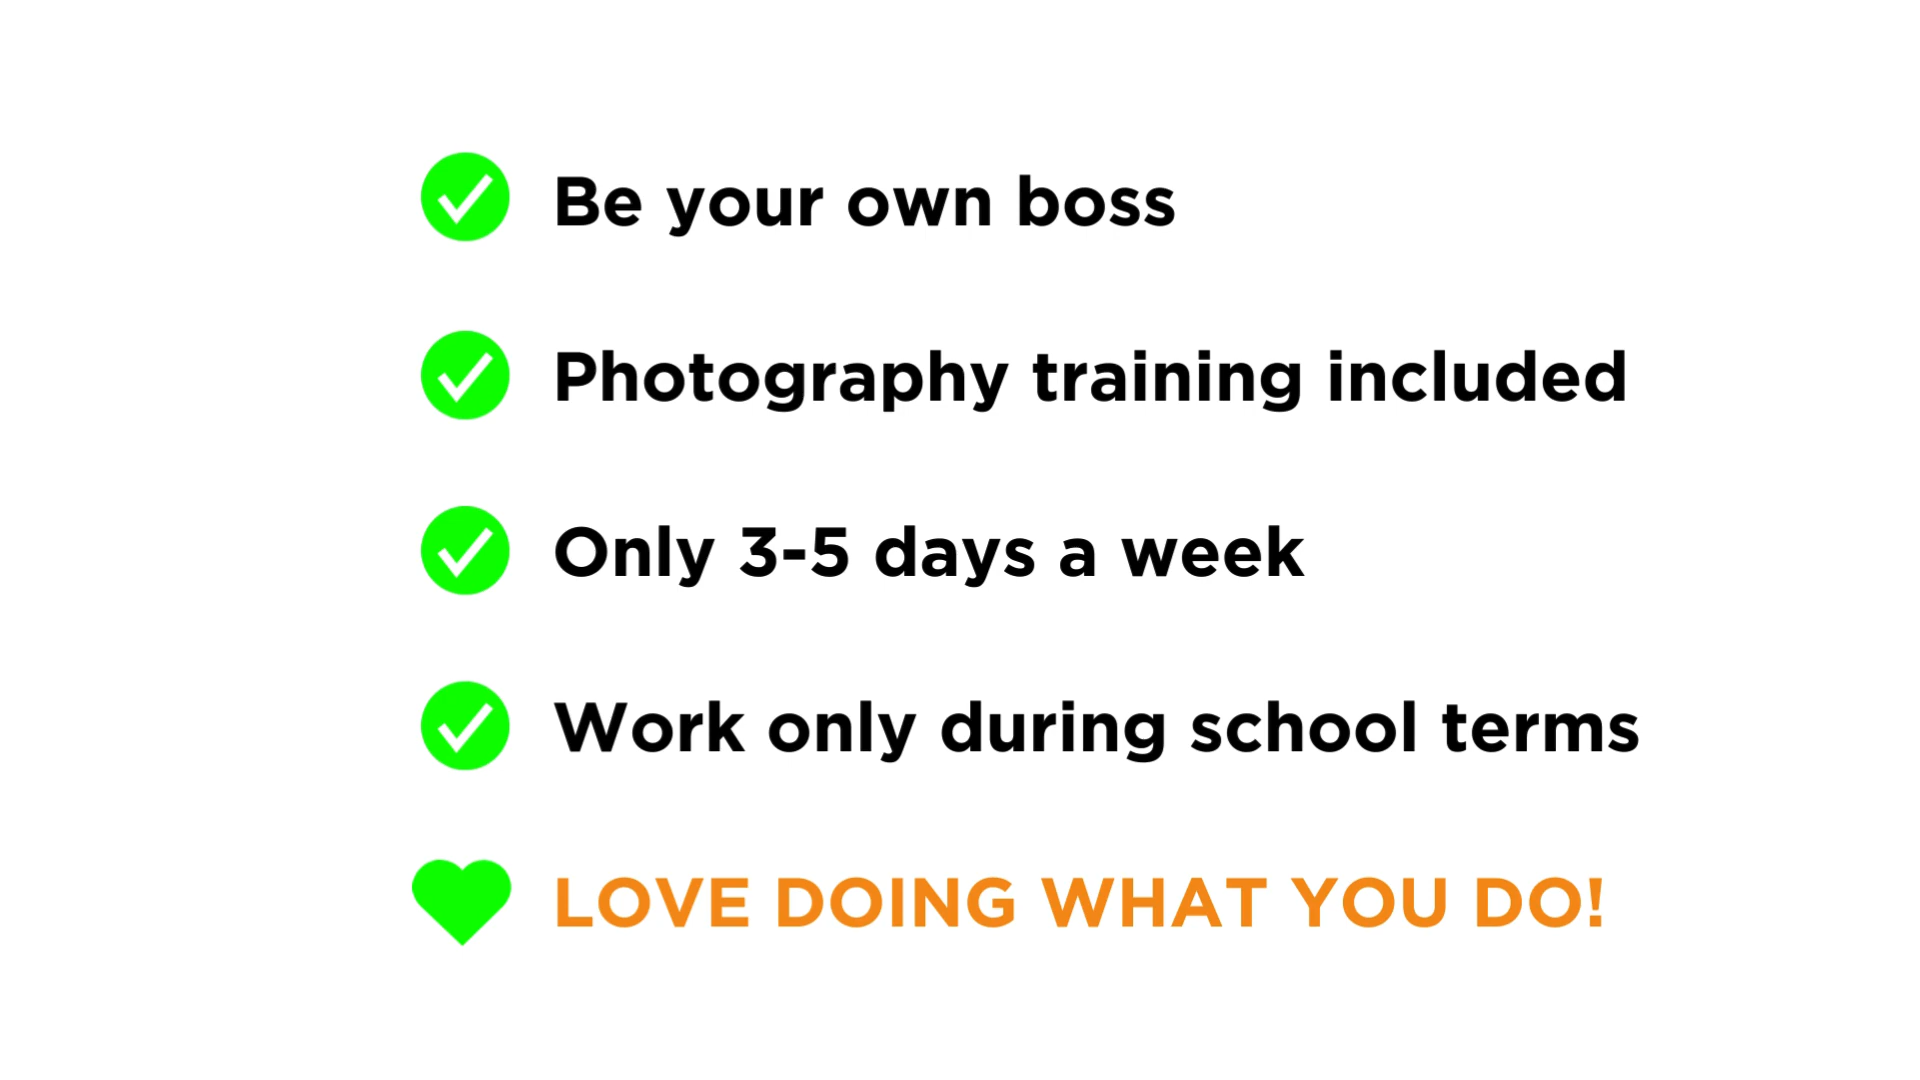 Be your own boss
Photography training included
Only 3-5 days a week
Work only during school terms
LOVE DOING WHAT YOU DO!